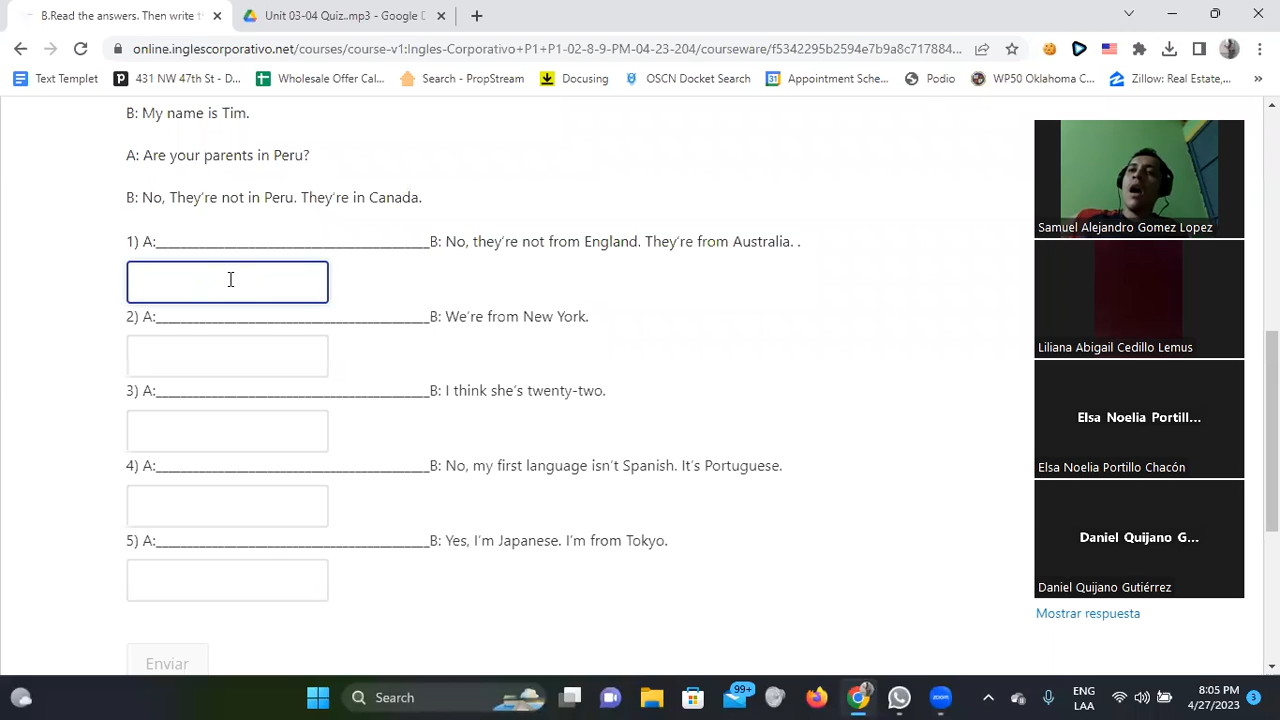 B.Read the answers. Then write t
Unit 03-04 Quiz..mp3 - Google D
online.inglescorporativo.net/courses/course-v1:Ingles-Corporativo+P1+P1-02-8-9-PM-04-23-204/courseware/f5342295b2594e7b9a8c717884...
Text Templet
431 NW 47th St - D...
Wholesale Offer Cal...
Search - PropStream
Docusing
OSCN Docket Search
Appointment Sche...
Podio
WP50 Oklahoma C...
Zillow: Real Estate,...
B: My name is Tim.
A: Are your parents in Peru?
B: No, They're not in Peru. They're in Canada.
1) A:__________________________________B: No, they're not from England. They're from Australia. .
2) A:__________________________________B: We're from New York.
3) A:__________________________________B: I think she's twenty-two.
4) A:__________________________________B: No, my first language isn't Spanish. It's Portuguese.
5) A:__________________________________B: Yes, I'm Japanese. I'm from Tokyo.
Enviar
Samuel Alejandro Gomez Lopez
Liliana Abigail Cedillo Lemus
Elsa Noelia Portill...
Elsa Noelia Portillo Chacón
Daniel Quijano G...
Daniel Quijano Gutiérrez
Mostrar respuesta
Search
99+
ENG
LAA
8:05 PM
4/27/2023
3